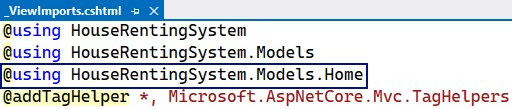 _ViewImports.cshtml
@using HouseRentingSystem
@using HouseRentingSystem.Models
@using HouseRentingSystem.Models.Home
@addTagHelper *, Microsoft.AspNetCore.Mvc.TagHelpers